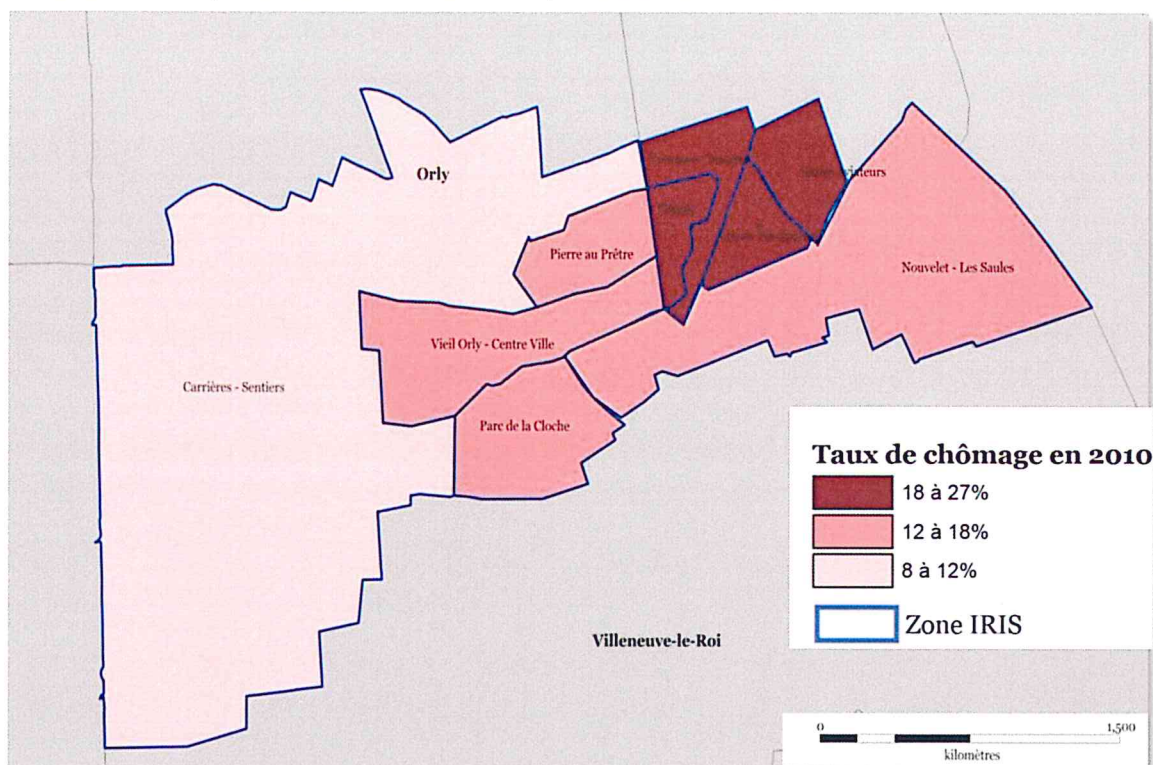 Orly
Pierre au Prêtre
Nouvelet - Les Saules
Vieil Orly - Centre Ville
Carrières - Sentiers
Parc de la Cloche
Villeneuve-le-Roi
Taux de chômage en 2010
18 à 27%
12 à 18%
8 à 12%
Zone IRIS
0 1,500
kilomètres